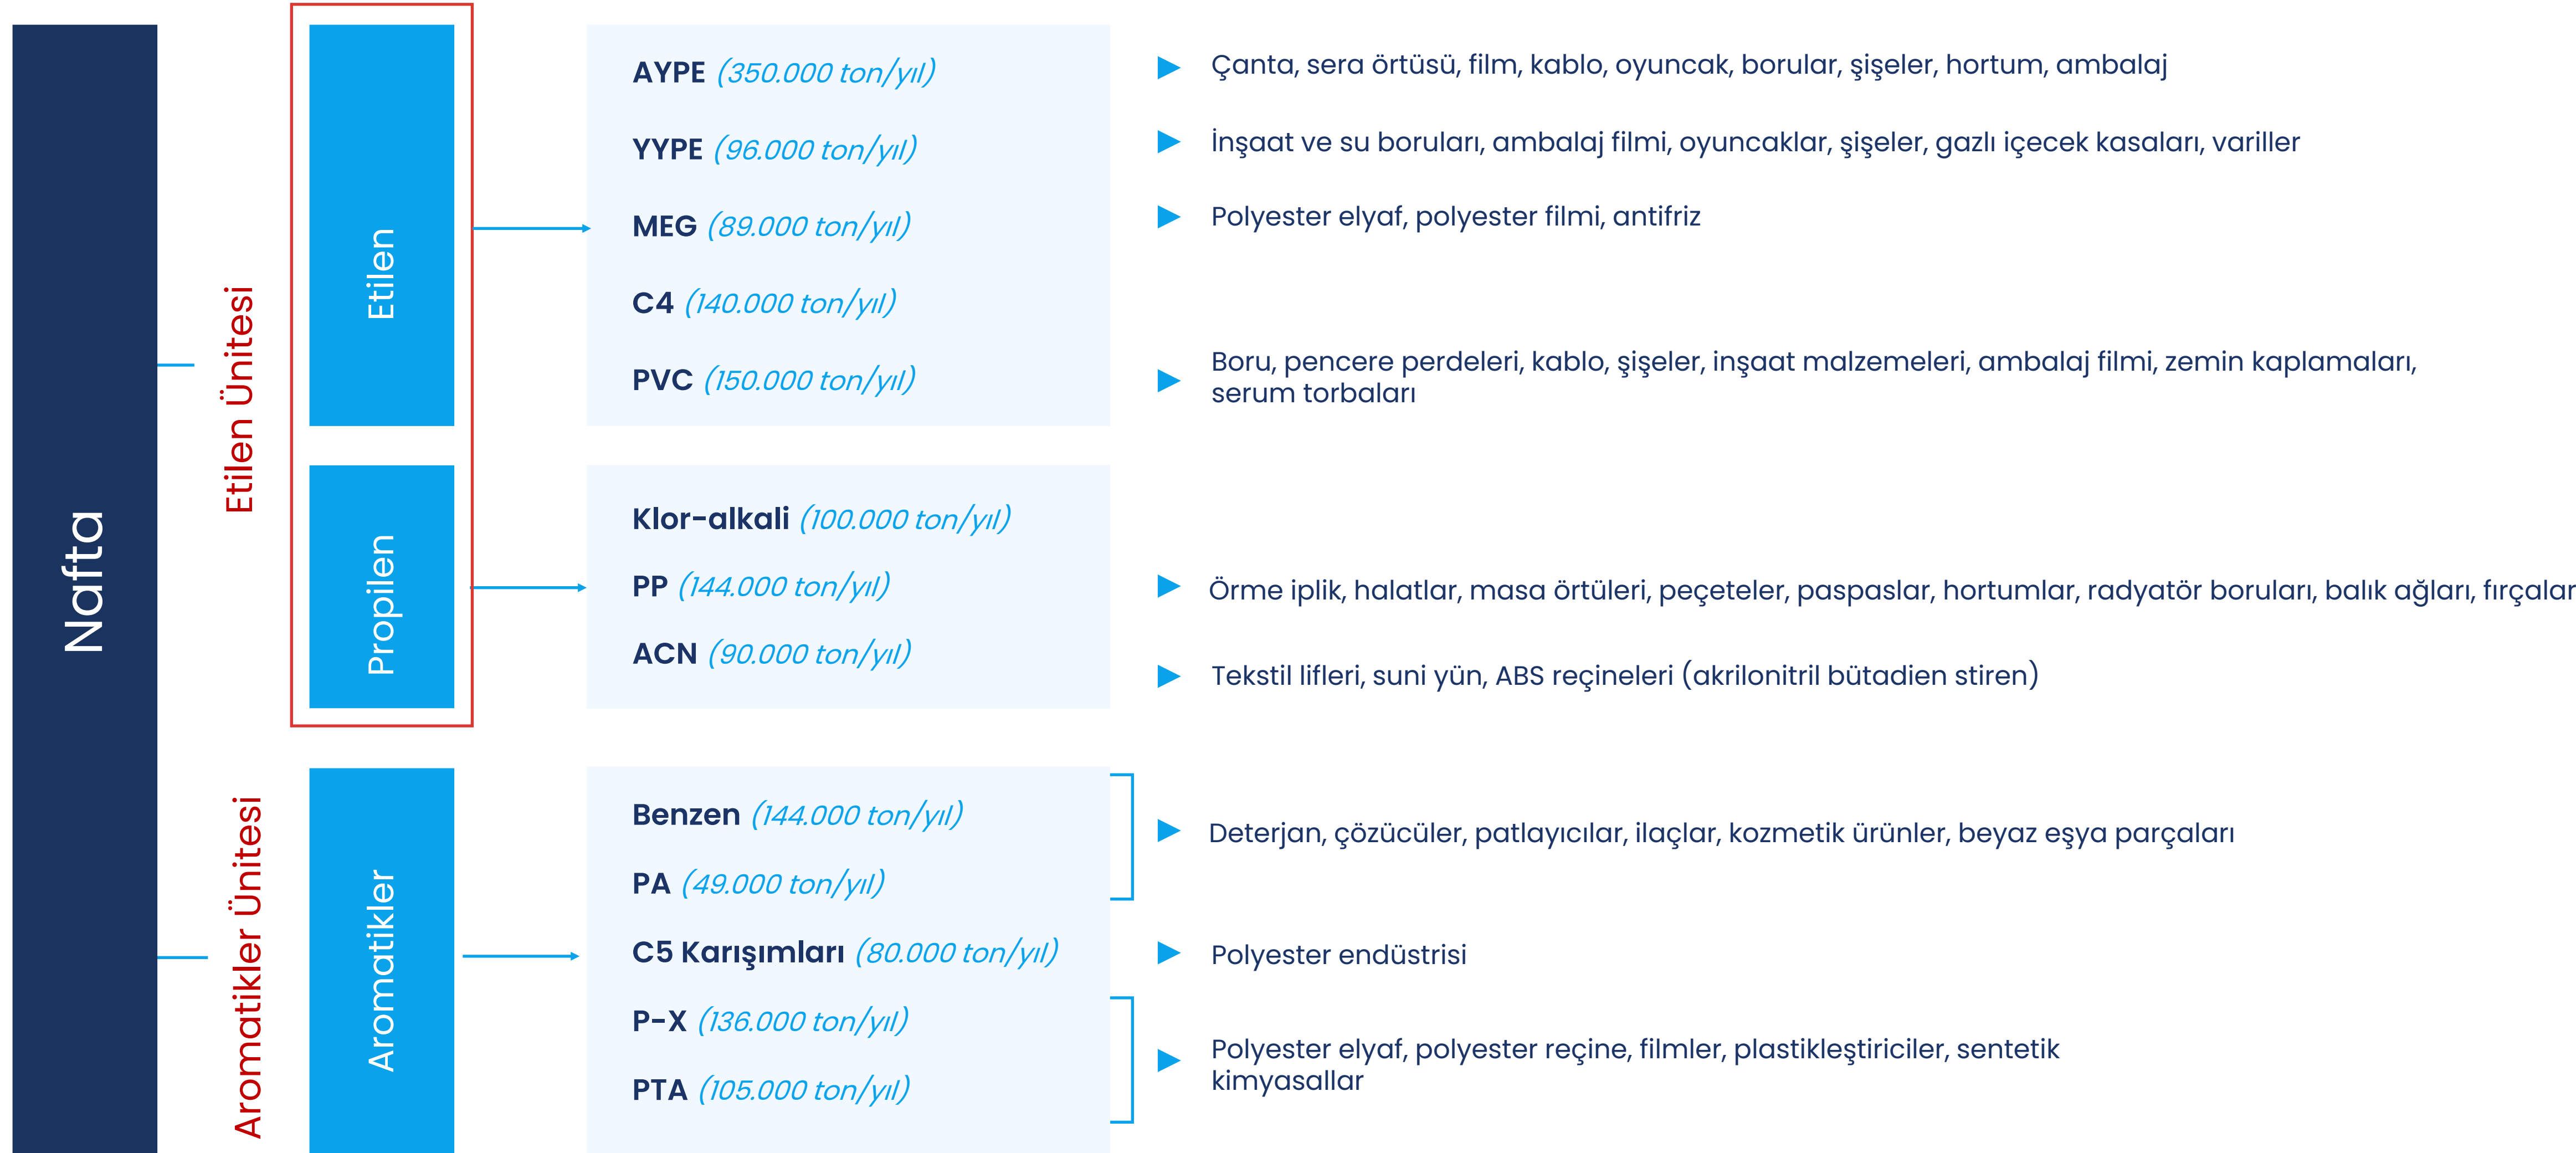 Nafta
Etilen Ünitesi
Etilen
AYPE (350.000 ton/yıl)
Çanta, sera örtüsü, film, kablo, oyuncak, borular, şişeler, hortum, ambalaj
YYPE (96.000 ton/yıl)
İnşaat ve su boruları, ambalaj filmi, oyuncaklar, şişeler, gazlı içecek kasaları, variller
MEG (89.000 ton/yıl)
Polyester elyaf, polyester filmi, antifriz
C4 (140.000 ton/yıl)
PVC (150.000 ton/yıl)
Boru, pencere perdeleri, kablo, şişeler, inşaat malzemeleri, ambalaj filmi, zemin kaplamaları,
serum torbaları
Propilen
Klor-alkali (100.000 ton/yıl)
PP (144.000 ton/yıl)
Örme iplik, halatlar, masa örtüleri, peçeteler, paspaslar, hortumlar, radyatör boruları, balık ağları, fırçalar
ACN (90.000 ton/yıl)
Tekstil lifleri, suni yün, ABS reçineleri (akrilonitril bütadien stiren)
Aromatikler Ünitesi
Aromatikler
Benzen (144.000 ton/yıl)
PA (49.000 ton/yıl)
Deterjan, çözücüler, patlayıcılar, ilaçlar, kozmetik ürünler, beyaz eşya parçaları
C5 Karışımları (80.000 ton/yıl)
Polyester endüstrisi
P-X (136.000 ton/yıl)
PTA (105.000 ton/yıl)
Polyester elyaf, polyester reçine, filmler, plastikleştiriciler, sentetik
kimyasallar